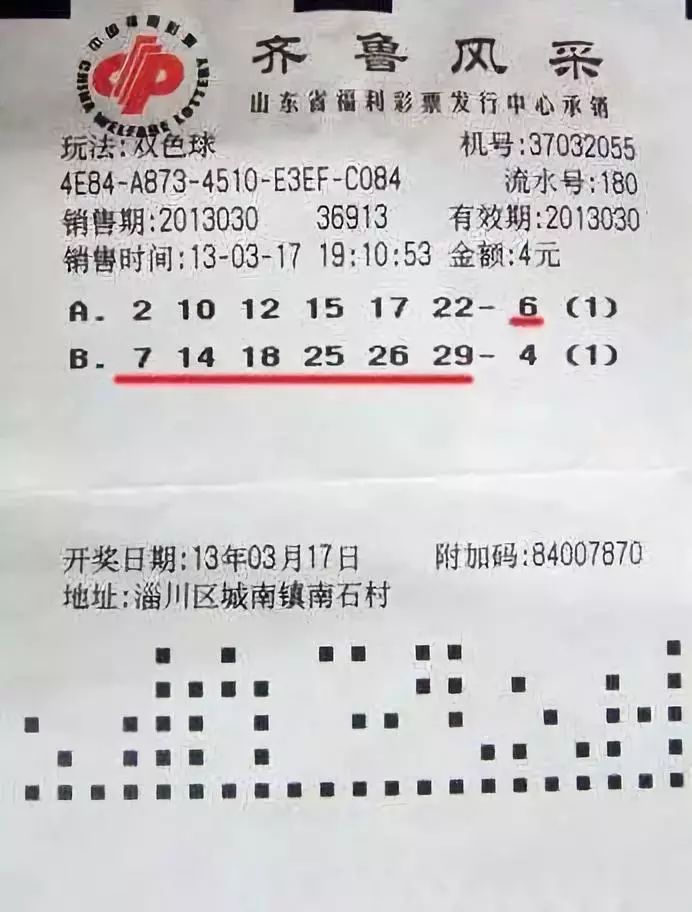 中国福利彩票
CHINA WELFARE LOTTERY
齐鲁风采
山东省福利彩票发行中心承销
玩法:双色球 机号:37032055
4E84-A873-4510-E3EF-C084 流水号:180
销售期:2013030 36913 有效期:2013030
销售时间:13-03-17 19:10:53 金额:4元
A. 2 10 12 15 17 22- 6 (1)
B. 7 14 18 25 26 29- 4 (1)
开奖日期:13年03月17日 附加码:84007870
地址:淄川区城南镇南石村